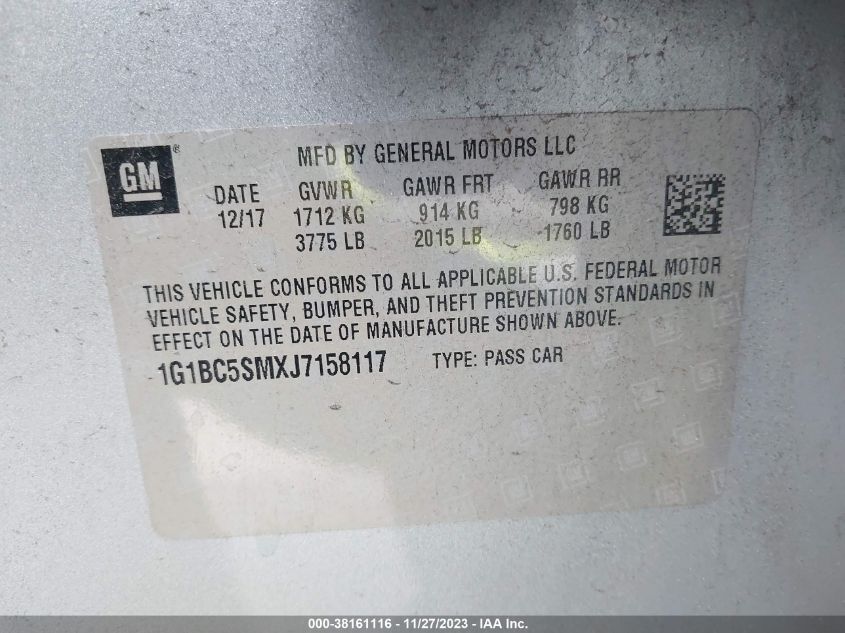 GM®
MFD BY GENERAL MOTORS LLC
DATE GVWR GAWR FRT GAWR RR
12/17 1712 KG 914 KG 798 KG
3775 LB 2015 LB 1760 LB
THIS VEHICLE CONFORMS TO ALL APPLICABLE U.S. FEDERAL MOTOR
VEHICLE SAFETY, BUMPER, AND THEFT PREVENTION STANDARDS IN
EFFECT ON THE DATE OF MANUFACTURE SHOWN ABOVE.
1G1BC5SMXJ7158117 TYPE: PASS CAR
000-38161116 - 11/27/2023 - IAA Inc.